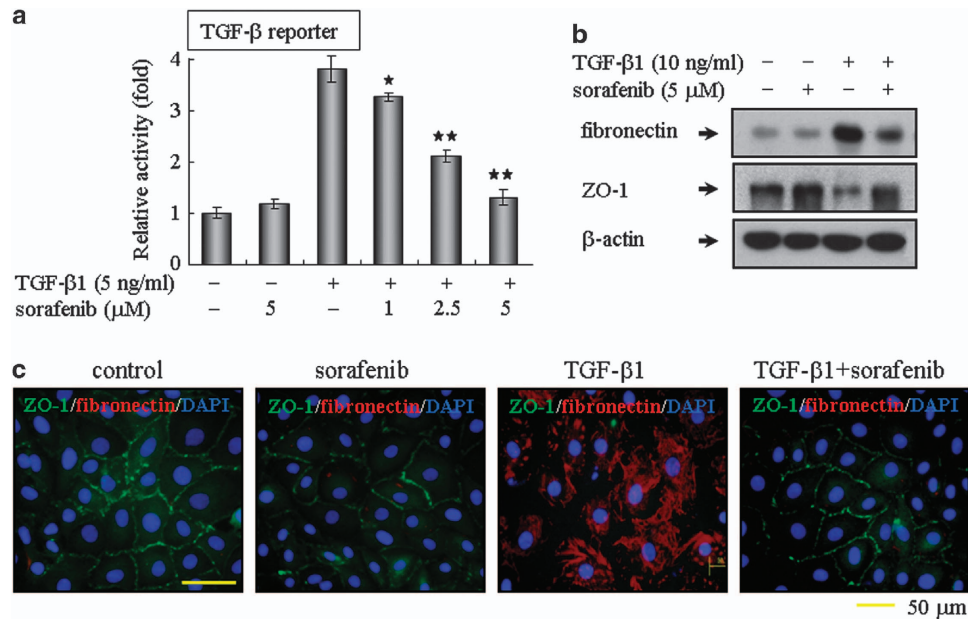 a
TGF-β reporter
Relative activity (fold)
4
3
2
1
0
★
★★
★★
TGF-β1 (5 ng/ml) – – + + + +
sorafenib (μM) – 5 – 1 2.5 5
b
TGF-β1 (10 ng/ml) – – + +
sorafenib (5 μM) – + – +
fibronectin
ZO-1
β-actin
c
control
sorafenib
TGF-β1
TGF-β1+sorafenib
ZO-1/fibronectin/DAPI
ZO-1/fibronectin/DAPI
ZO-1/fibronectin/DAPI
ZO-1/fibronectin/DAPI
50 μm